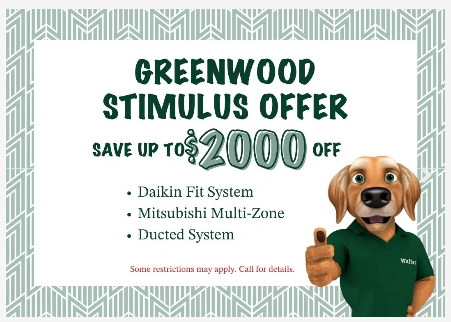 GREENWOOD
STIMULUS OFFER
SAVE UP TO $2000 OFF
• Daikin Fit System
• Mitsubishi Multi-Zone
• Ducted System
Some restrictions may apply. Call for details.